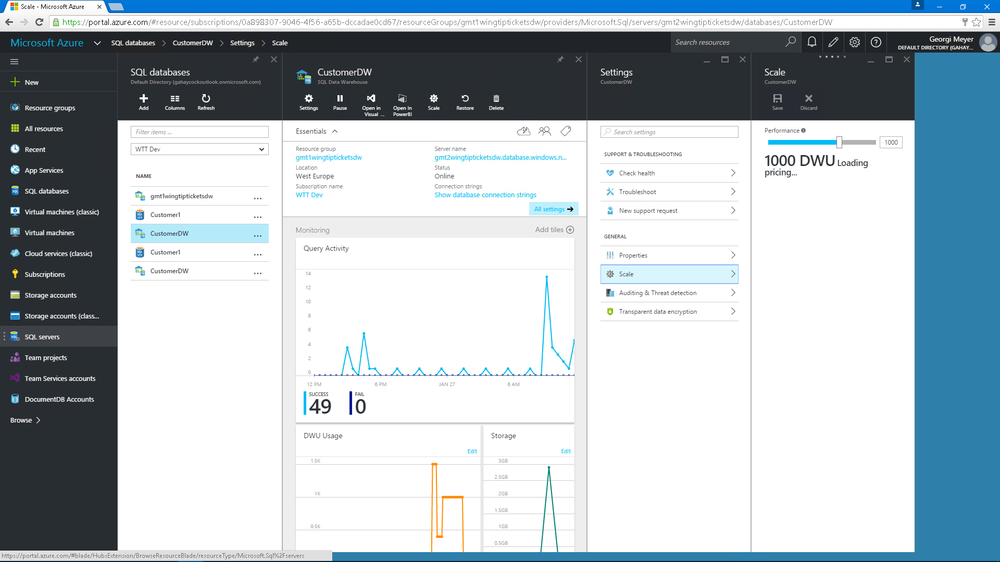 Scale - Microsoft Azure
https://portal.azure.com/#resource/subscriptions/0a898307-9046-4f56-a65b-dccadae0cd67/resourceGroups/gmt1wingtipticketsdw/providers/Microsoft.Sql/servers/gmt2wingtipticketsdw/databases/CustomerDW
Microsoft Azure
SQL databases
CustomerDW
Settings
Scale
Search resources
Georgi Meyer
DEFAULT DIRECTORY (GAHAY...
New
Resource groups
All resources
Recent
App Services
SQL databases
Virtual machines (classic)
Virtual machines
Cloud services (classic)
Subscriptions
Storage accounts
Storage accounts (class...
SQL servers
Team projects
Team Services accounts
DocumentDB Accounts
Browse
SQL databases
Default Directory (gahaycockoutlook.onmicrosoft.com)
Add
Columns
Refresh
Filter items ...
WTT Dev
NAME
gmt1wingtipticketsdw ...
Customer1 ...
CustomerDW ...
Customer1 ...
CustomerDW ...
CustomerDW
SQL Data Warehouse
Settings
Pause
Open in Visual ...
Open In PowerBI
Scale
Restore
Delete
Essentials
Resource group
gmt1wingtipticketsdw
Location
West Europe
Subscription name
WTT Dev
Server name
gmt2wingtipticketsdw.database.windows.n...
Status
Online
Connection strings
Show database connection strings
All settings
Monitoring
Add tiles
Query Activity
14
12
10
8
6
4
2
0
12 PM
6 PM
JAN 27
6 AM
SUCCESS
49
FAIL
0
DWU Usage
Edit
1.5K
1K
0.5K
Storage
Edit
3GB
2.5GB
2GB
1.5GB
1GB
0.5GB
Settings
CustomerDW
Search settings
SUPPORT & TROUBLESHOOTING
Check health
Troubleshoot
New support request
GENERAL
Properties
Scale
Auditing & Threat detection
Transparent data encryption
Scale
CustomerDW
Save
Discard
Performance
1000
1000 DWU Loading
pricing...
https://portal.azure.com/#blade/HubsExtension/BrowseResourceBlade/resourceType/Microsoft.Sql%2Fservers